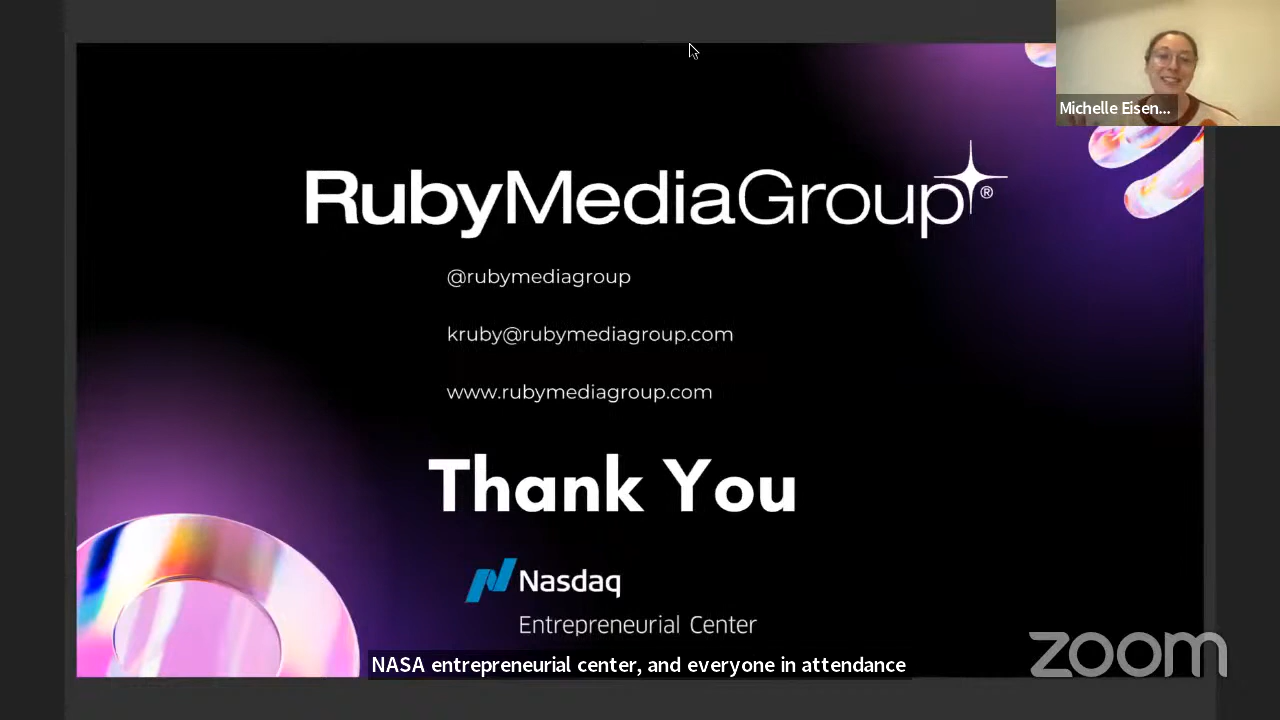 Michelle Eisen...
RubyMediaGroup®
@rubymediagroup
kruby@rubymediagroup.com
www.rubymediagroup.com
Thank You
Nasdaq
Entrepreneurial Center
NASA entrepreneurial center, and everyone in attendance
zoom